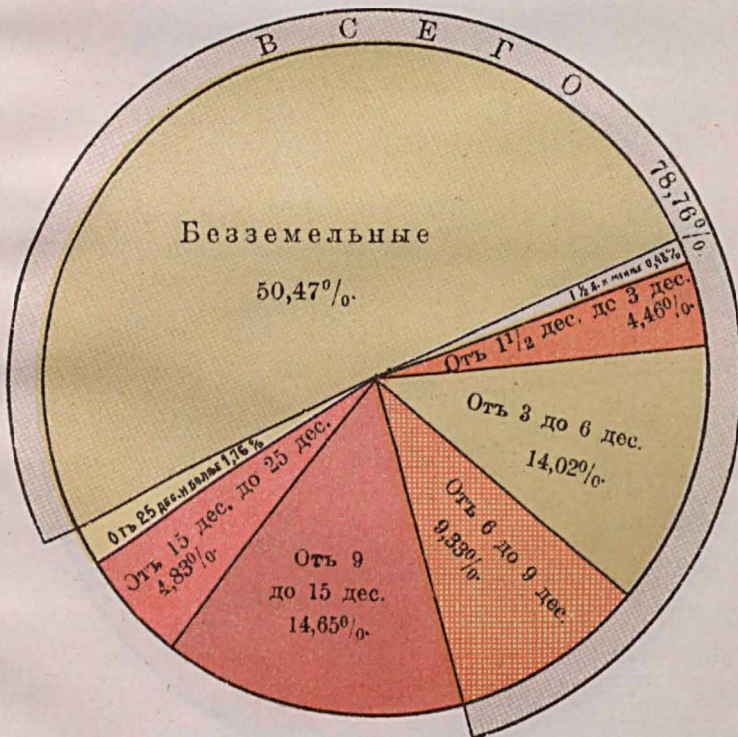 ВСЕГО
78,76%.
Безземельные
50,47%.
1 ½ д. и менѣе 0,48%
Отъ 1½ дес. до 3 дес.
4,46%.
Отъ 3 до 6 дес.
14,02%.
Отъ 6 до 9 дес.
9,33%.
Отъ 9
до 15 дес.
14,65%.
Отъ 15 дес. до 25 дес.
4,83%.
Отъ 25 дес. и болѣе 1,76%